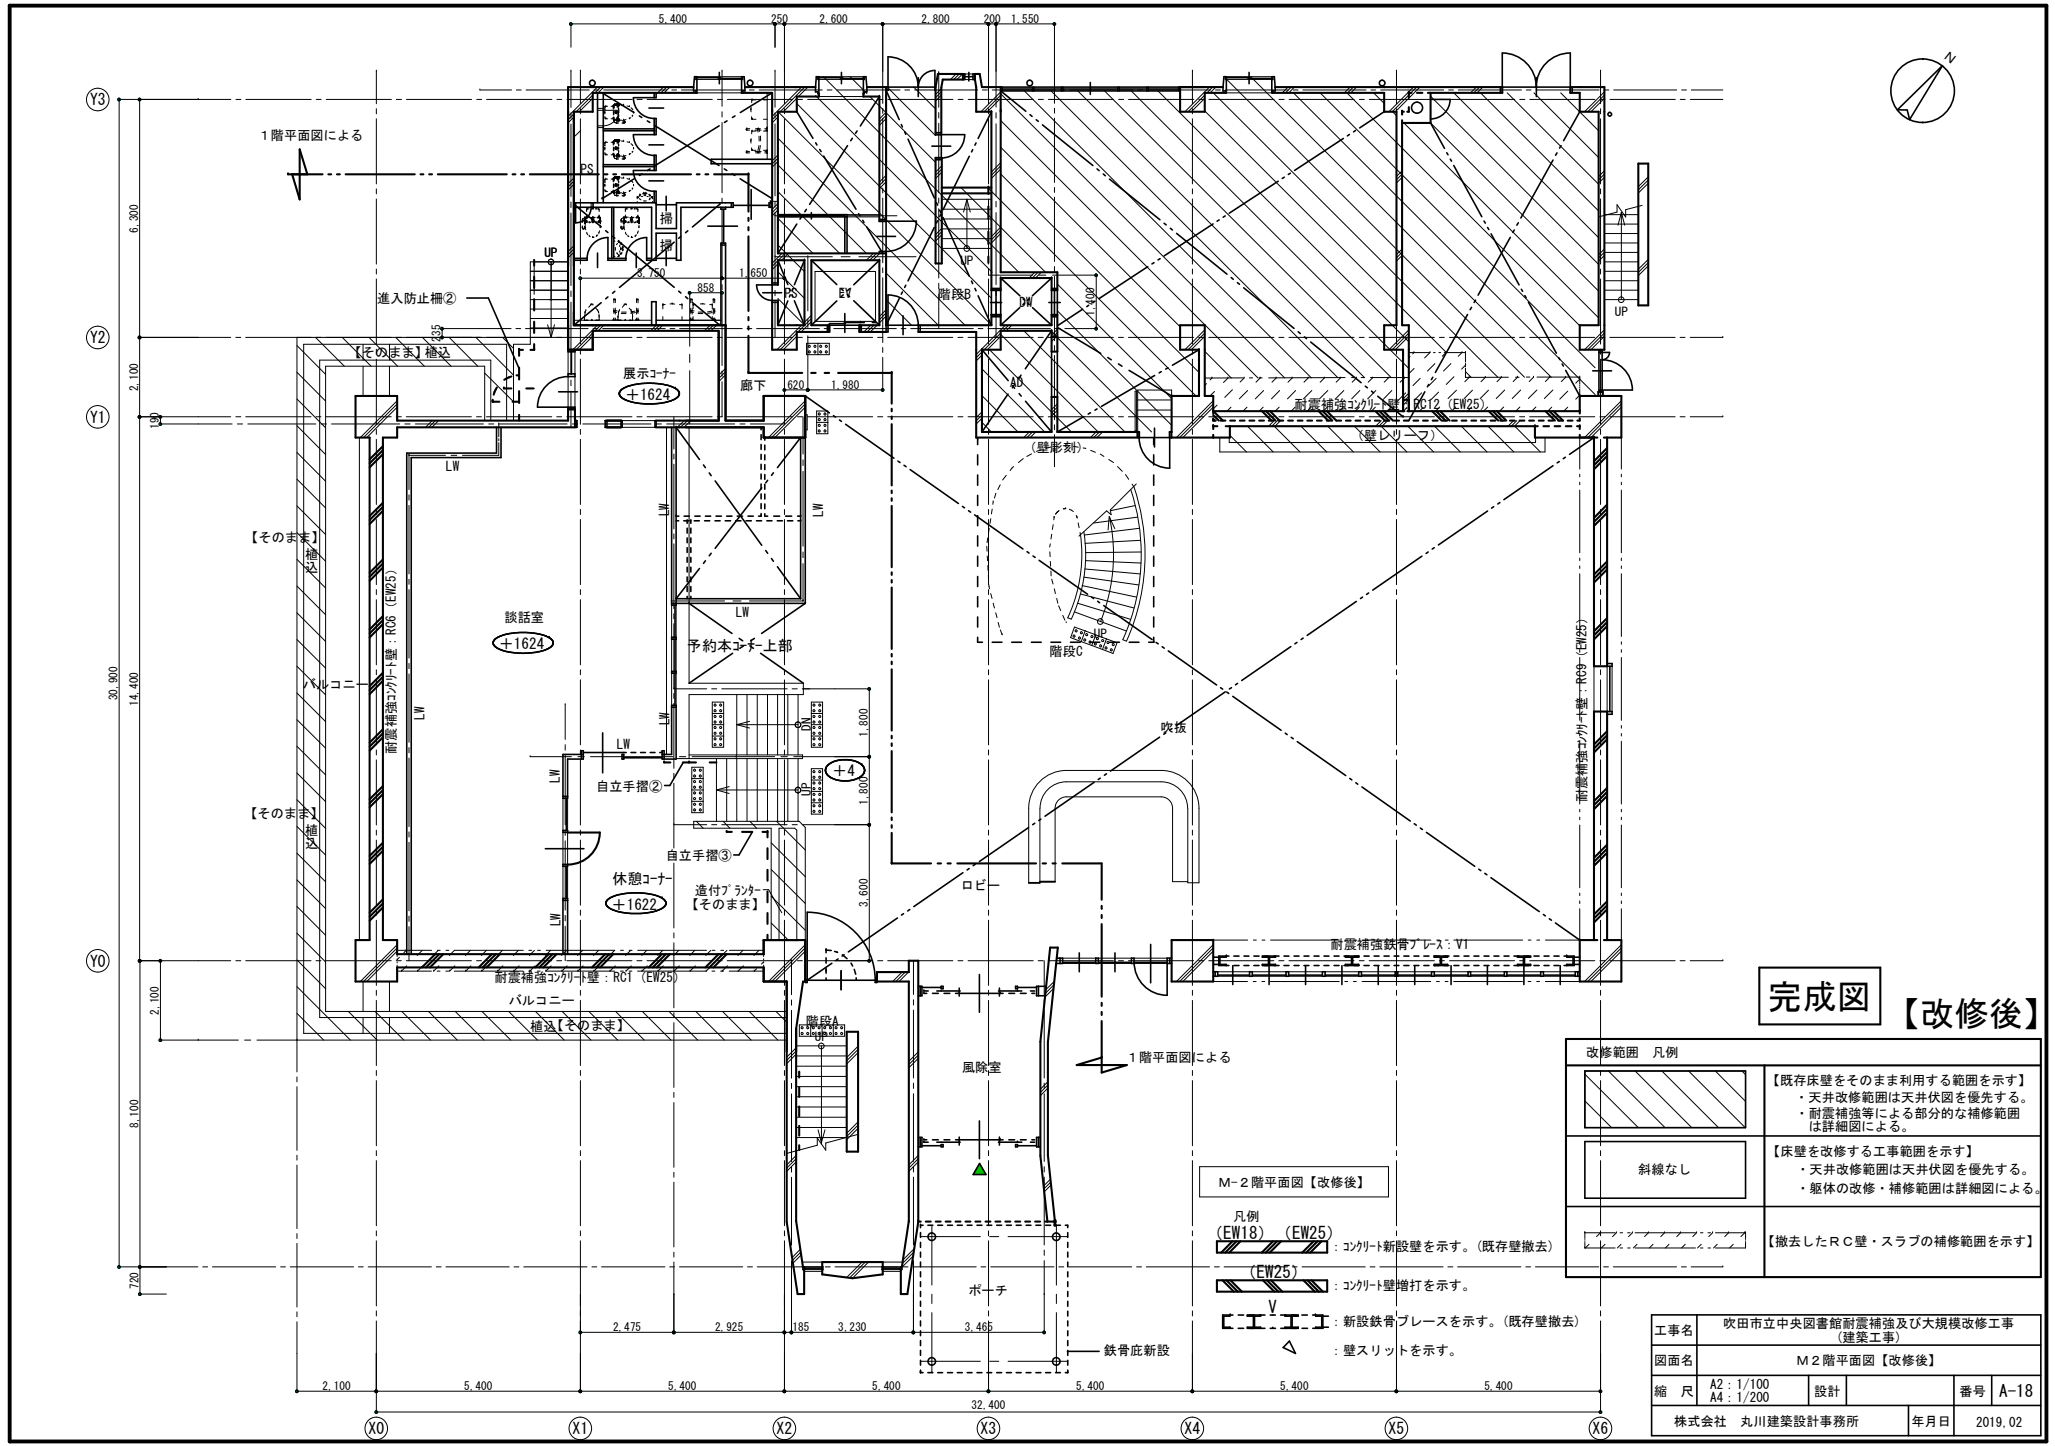 5,400
250
2,600
2,800
200
1,550
N
Y3
1階平面図による
PS
掃
6,300
掃
UP
3,750
1,650
進入防止柵②
858
PS
EV
UP
階段B
DW
1,400
UP
235
Y2
【そのまま】植込
展示コーナー
+1624
廊下
620
1,980
AD
2,100
Y1
190
耐震補強コンクリート壁：RC12 (EW25)
(壁レリーフ)
(壁彫刻)
LW
LW
LW
【そのまま】
植込
談話室
+1624
LW
予約本コーナー上部
UP
階段C
耐震補強コンクリート壁：RC6 (EW25)
耐震補強コンクリート壁：RC9 (EW25)
30,900
14,400
バルコニー
LW
LW
DN
1,800
吹抜
LW
+4
LW
自立手摺②
UP
1,800
【そのまま】
植込
自立手摺③
休憩コーナー
+1622
造付プランター
【そのまま】
LW
3,600
ロビー
Y0
耐震補強鉄骨ブレース：V1
耐震補強コンクリート壁：RC1 (EW25)
バルコニー
植込【そのまま】
2,100
階段A
UP
風除室
1階平面図による
8,100
720
ポーチ
鉄骨庇新設
2,475
2,925
185
3,230
3,465
2,100
5,400
5,400
5,400
5,400
5,400
5,400
32,400
X0
X1
X2
X3
X4
X5
X6
完成図
【改修後】
改修範囲 凡例
【既存床壁をそのまま利用する範囲を示す】
・天井改修範囲は天井伏図を優先する。
・耐震補強等による部分的な補修範囲
は詳細図による。
斜線なし
【床壁を改修する工事範囲を示す】
・天井改修範囲は天井伏図を優先する。
・躯体の改修・補修範囲は詳細図による。
【撤去したRC壁・スラブの補修範囲を示す】
M-2階平面図【改修後】
凡例
(EW18) (EW25)
：コンクリート新設壁を示す。(既存壁撤去)
(EW25)
：コンクリート壁増打を示す。
V
：新設鉄骨ブレースを示す。(既存壁撤去)
：壁スリットを示す。
工事名
吹田市立中央図書館耐震補強及び大規模改修工事
(建築工事)
図面名
M2階平面図【改修後】
縮 尺
A2：1/100
A4：1/200
設計
番号
A-18
株式会社 丸川建築設計事務所
年月日
2019.02